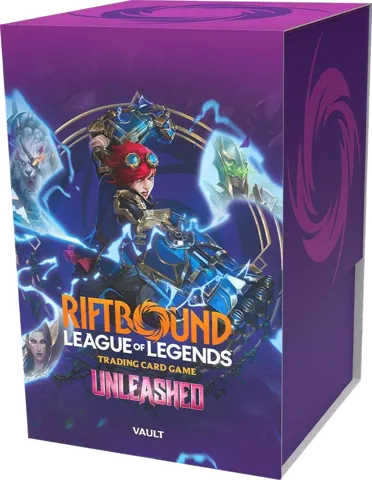 RIFTBOUND
LEAGUE OF LEGENDS
TRADING CARD GAME
UNLEASHED
VAULT